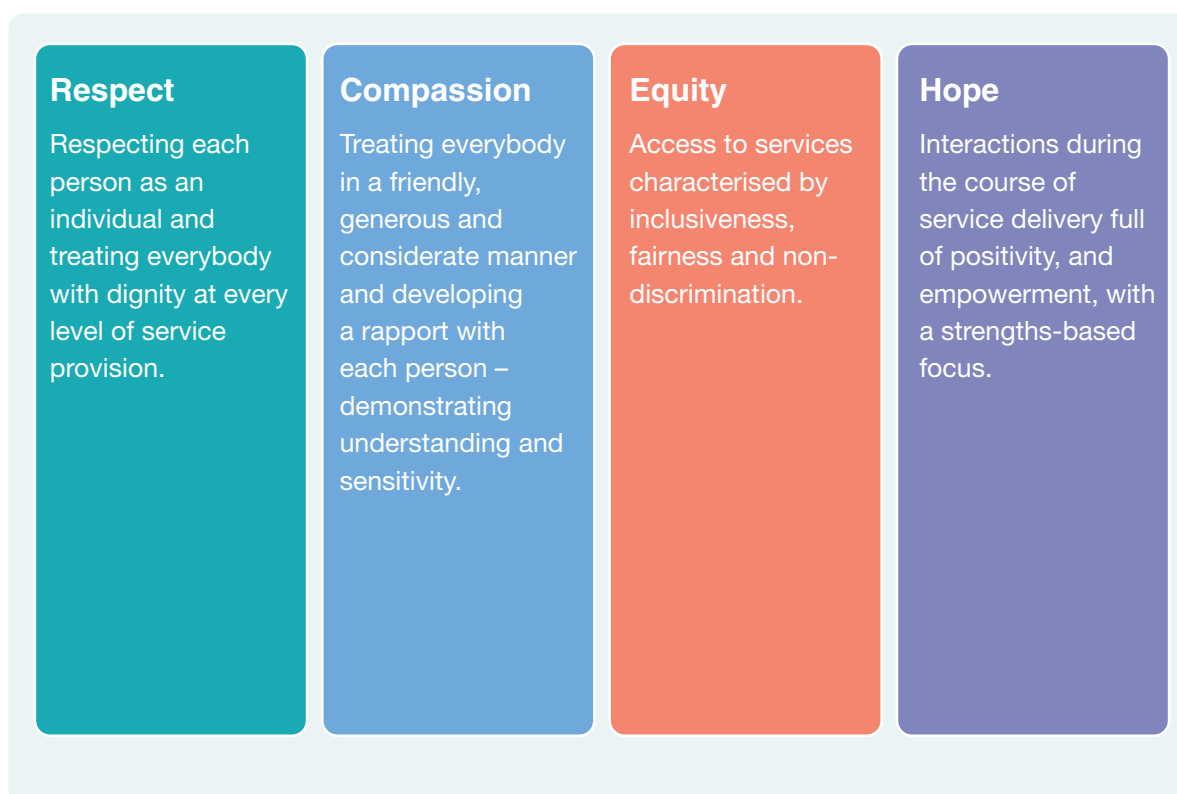 Respect
Respecting each
person as an
individual and
treating everybody
with dignity at every
level of service
provision.
Compassion
Treating everybody
in a friendly,
generous and
considerate manner
and developing
a rapport with
each person –
demonstrating
understanding and
sensitivity.
Equity
Access to services
characterised by
inclusiveness,
fairness and non-
discrimination.
Hope
Interactions during
the course of
service delivery full
of positivity, and
empowerment, with
a strengths-based
focus.